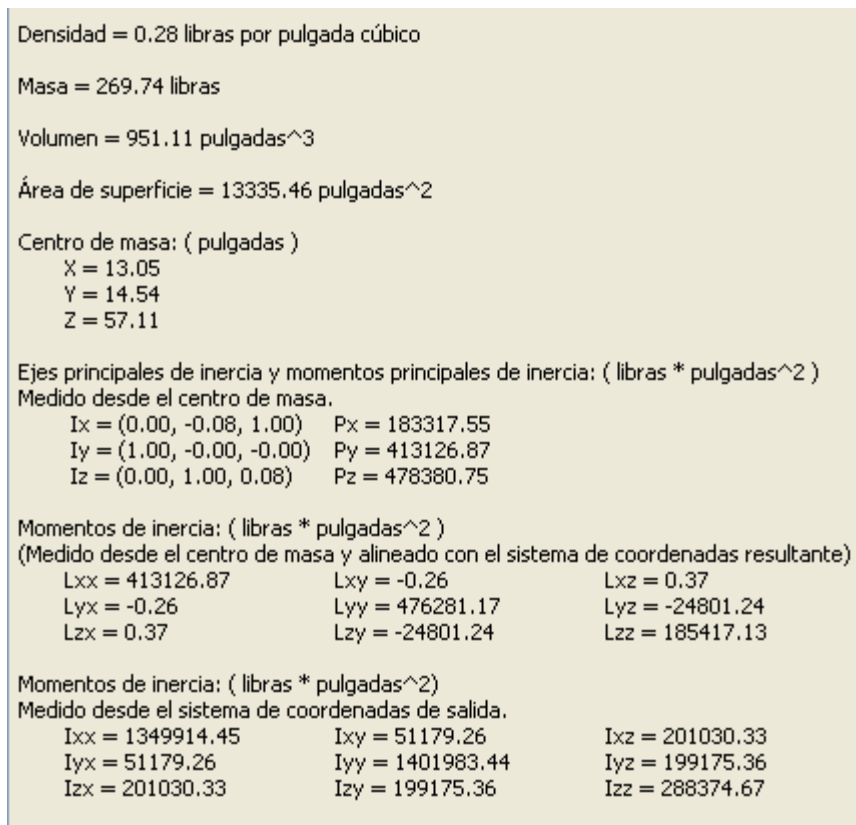 Densidad = 0.28 libras por pulgada cúbico
Masa = 269.74 libras
Volumen = 951.11 pulgadas^3
Área de superficie = 13335.46 pulgadas^2
Centro de masa: ( pulgadas )
X = 13.05
Y = 14.54
Z = 57.11
Ejes principales de inercia y momentos principales de inercia: ( libras * pulgadas^2 )
Medido desde el centro de masa.
Ix = (0.00, -0.08, 1.00) Px = 183317.55
Iy = (1.00, -0.00, -0.00) Py = 413126.87
Iz = (0.00, 1.00, 0.08) Pz = 478380.75
Momentos de inercia: ( libras * pulgadas^2 )
(Medido desde el centro de masa y alineado con el sistema de coordenadas resultante)
Lxx = 413126.87 Lxy = -0.26 Lxz = 0.37
Lyx = -0.26 Lyy = 476281.17 Lyz = -24801.24
Lzx = 0.37 Lzy = -24801.24 Lzz = 185417.13
Momentos de inercia: ( libras * pulgadas^2)
Medido desde el sistema de coordenadas de salida.
Ixx = 1349914.45 Ixy = 51179.26 Ixz = 201030.33
Iyx = 51179.26 Iyy = 1401983.44 Iyz = 199175.36
Izx = 201030.33 Izy = 199175.36 Izz = 288374.67